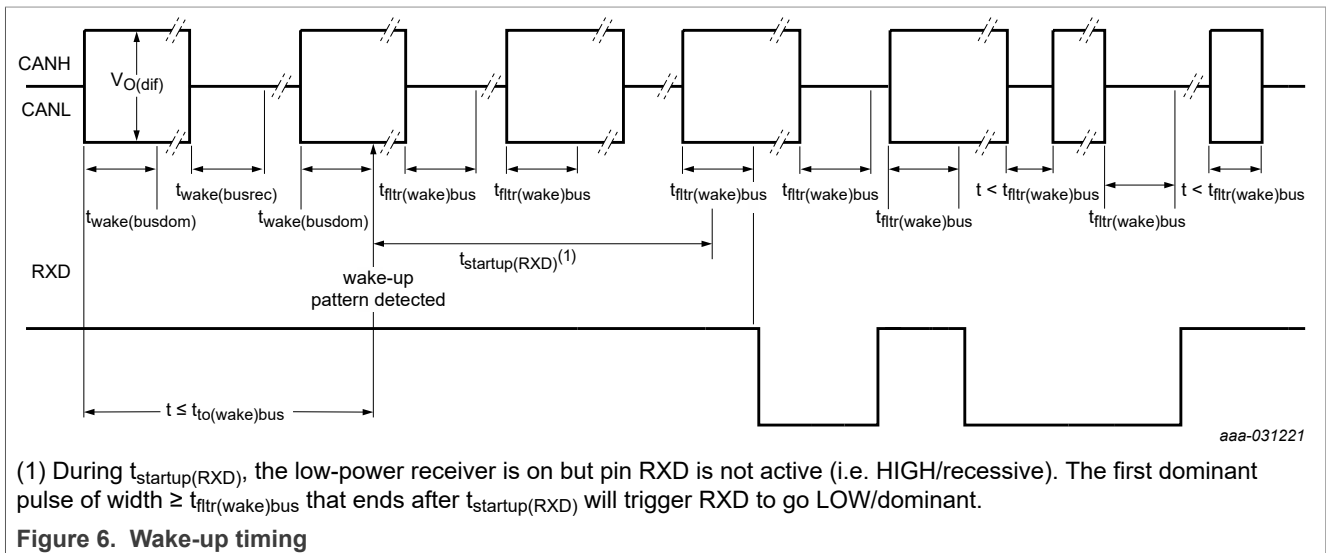 CANH
V_O(dif)
CANL
t_wake(busrec)
t_fltr(wake)bus
t_fltr(wake)bus
t_fltr(wake)bus
t_fltr(wake)bus
t < t_fltr(wake)bus
t < t_fltr(wake)bus
t_wake(busdom)
t_wake(busdom)
t_fltr(wake)bus
t_fltr(wake)bus
t_startup(RXD)(1)
RXD
wake-up
pattern detected
t ≤ t_to(wake)bus
aaa-031221
(1) During t_startup(RXD), the low-power receiver is on but pin RXD is not active (i.e. HIGH/recessive). The first dominant
pulse of width ≥ t_fltr(wake)bus that ends after t_startup(RXD) will trigger RXD to go LOW/dominant.
Figure 6. Wake-up timing